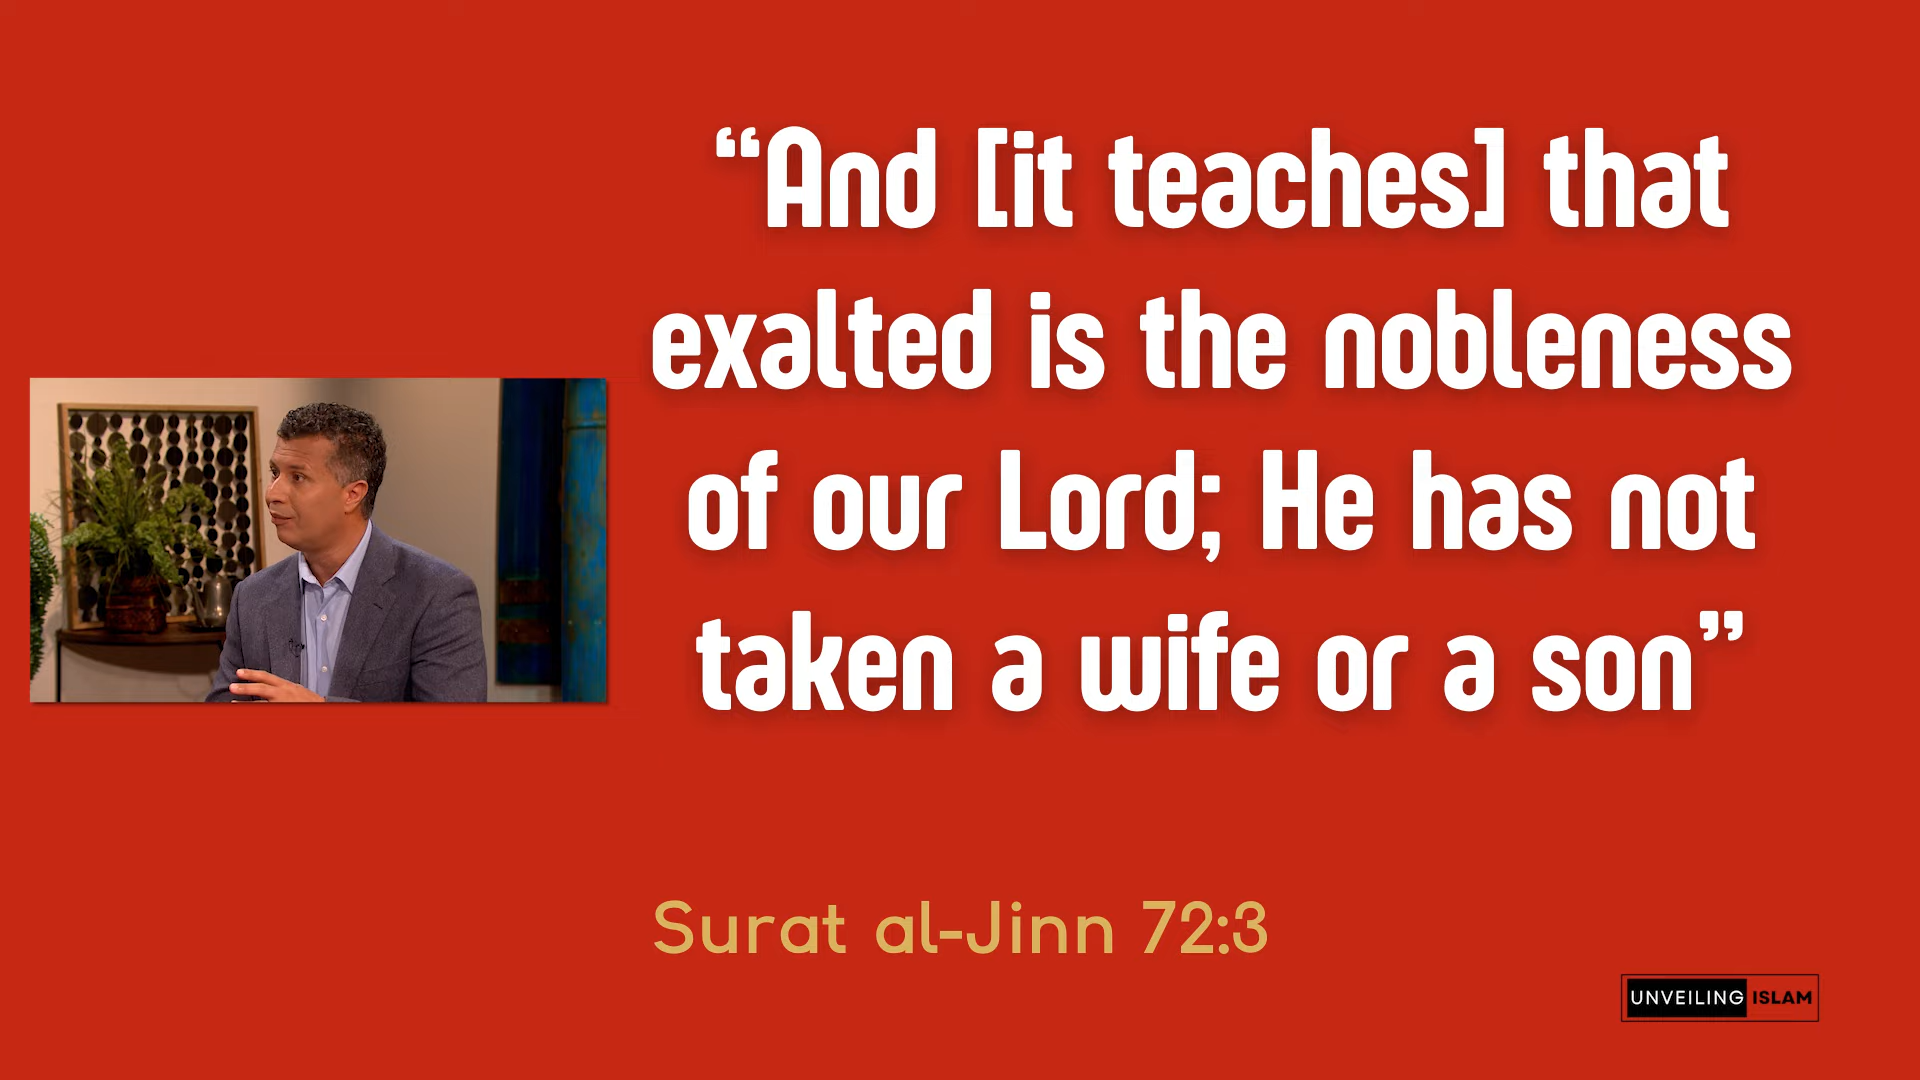 “And [it teaches] that
exalted is the nobleness
of our Lord; He has not
taken a wife or a son”
Surat al-Jinn 72:3
UNVEILING ISLAM